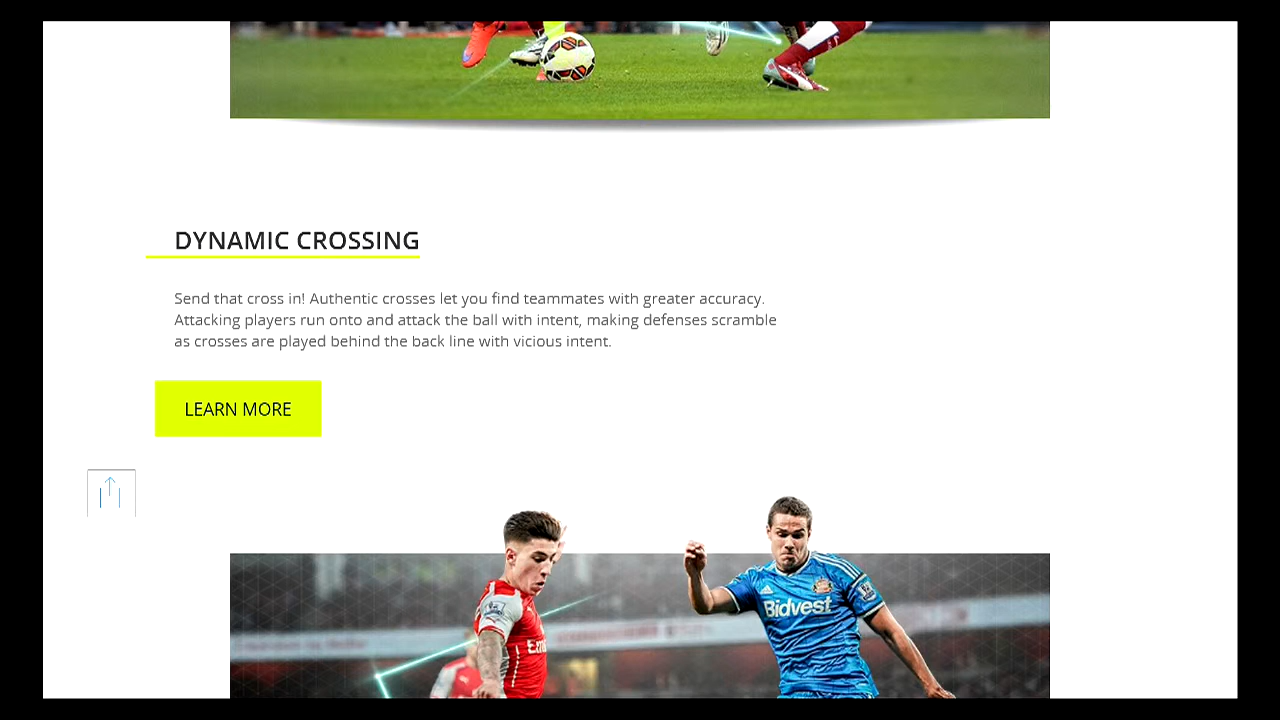 DYNAMIC CROSSING
Send that cross in! Authentic crosses let you find teammates with greater accuracy.
Attacking players run onto and attack the ball with intent, making defenses scramble
as crosses are played behind the back line with vicious intent.
LEARN MORE
Bidvest